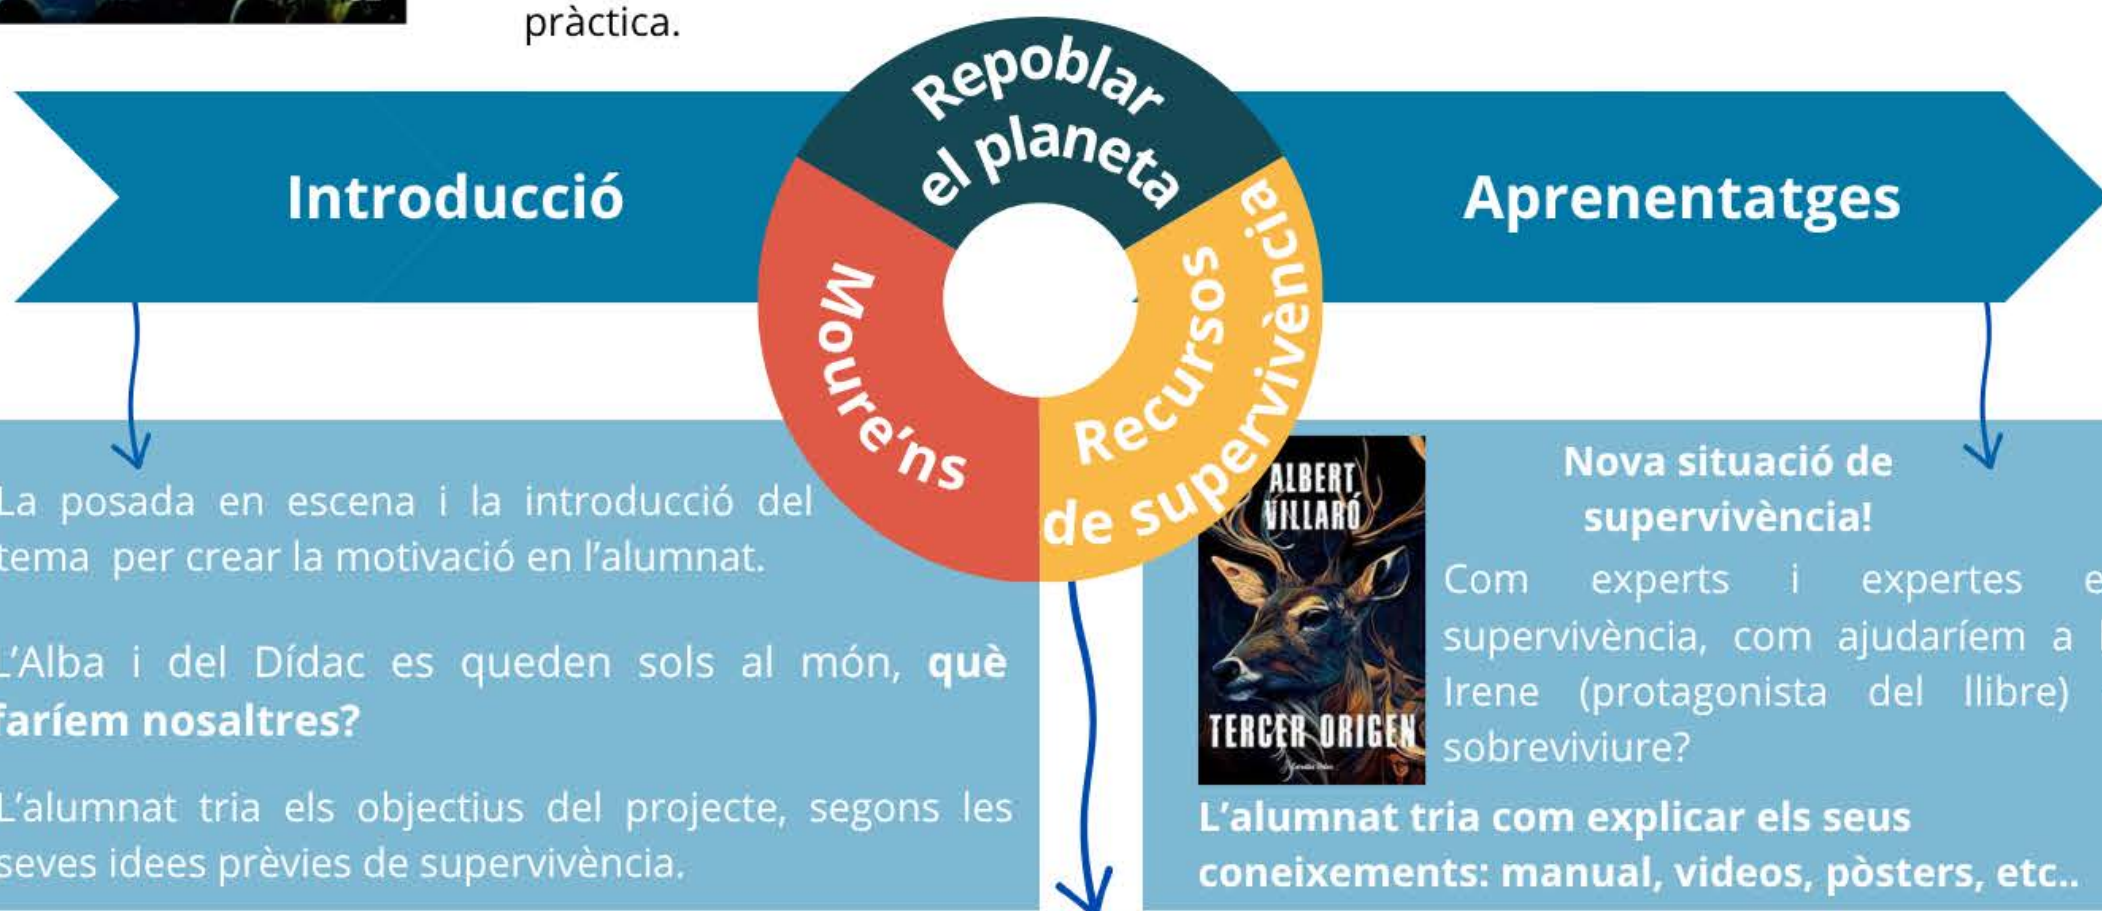 pràctica.
Introducció
Repoblar
el planeta
Moure'ns
Recursos
de supervivència
Aprenentatges
La posada en escena i la introducció del
tema per crear la motivació en l'alumnat.
L'Alba i del Dídac es queden sols al món, què
faríem nosaltres?
L'alumnat tria els objectius del projecte, segons les
seves idees prèvies de supervivència.
ALBERT
VILLARÓ
TERCER ORIGEN
Nova situació de
supervivència!
Com experts i expertes
supervivència, com ajudaríem a
Irene (protagonista del llibre)
sobreviviure?
L'alumnat tria com explicar els seus
coneixements: manual, videos, pòsters, etc..